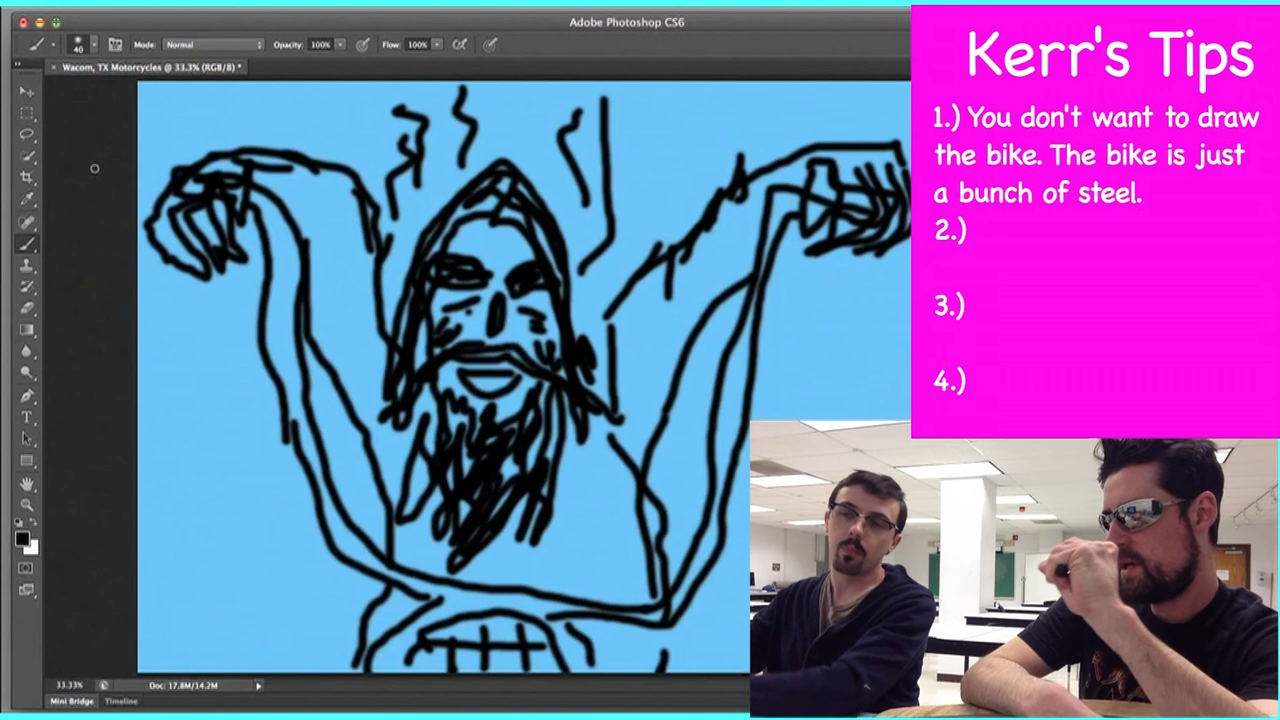 Adobe Photoshop CS6
40
Mode: Normal Opacity: 100% Flow: 100%
× Wacom, TX Motorcycles @ 33.3% (RGB/8) *
33.33% Doc: 17.8M/14.2M
Mini Bridge Timeline
Kerr's Tips
1.) You don't want to draw
the bike. The bike is just
a bunch of steel.
2.)
3.)
4.)